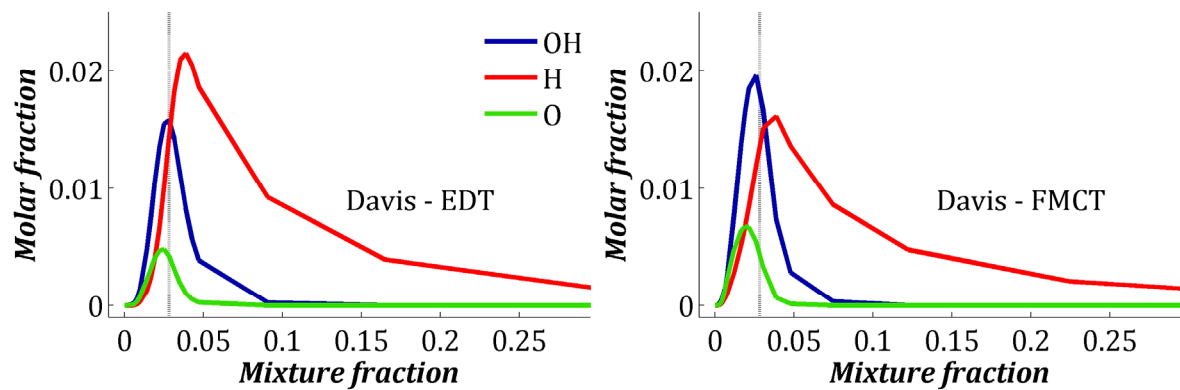 Molar fraction
0.02
0.01
0
OH
H
O
Davis - EDT
0 0.05 0.1 0.15 0.2 0.25
Mixture fraction
Molar fraction
0.02
0.01
0
Davis - FMCT
0 0.05 0.1 0.15 0.2 0.25
Mixture fraction